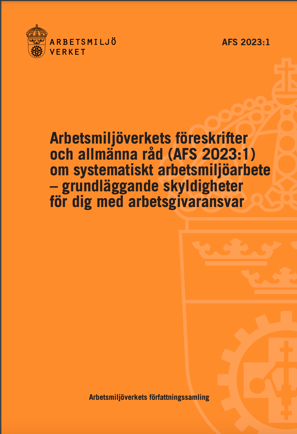 ARBETSMILJÖ
VERKET
AFS 2023:1
Arbetsmiljöverkets föreskrifter
och allmänna råd (AFS 2023:1)
om systematiskt arbetsmiljöarbete
– grundläggande skyldigheter
för dig med arbetsgivaransvar
Arbetsmiljöverkets författningssamling